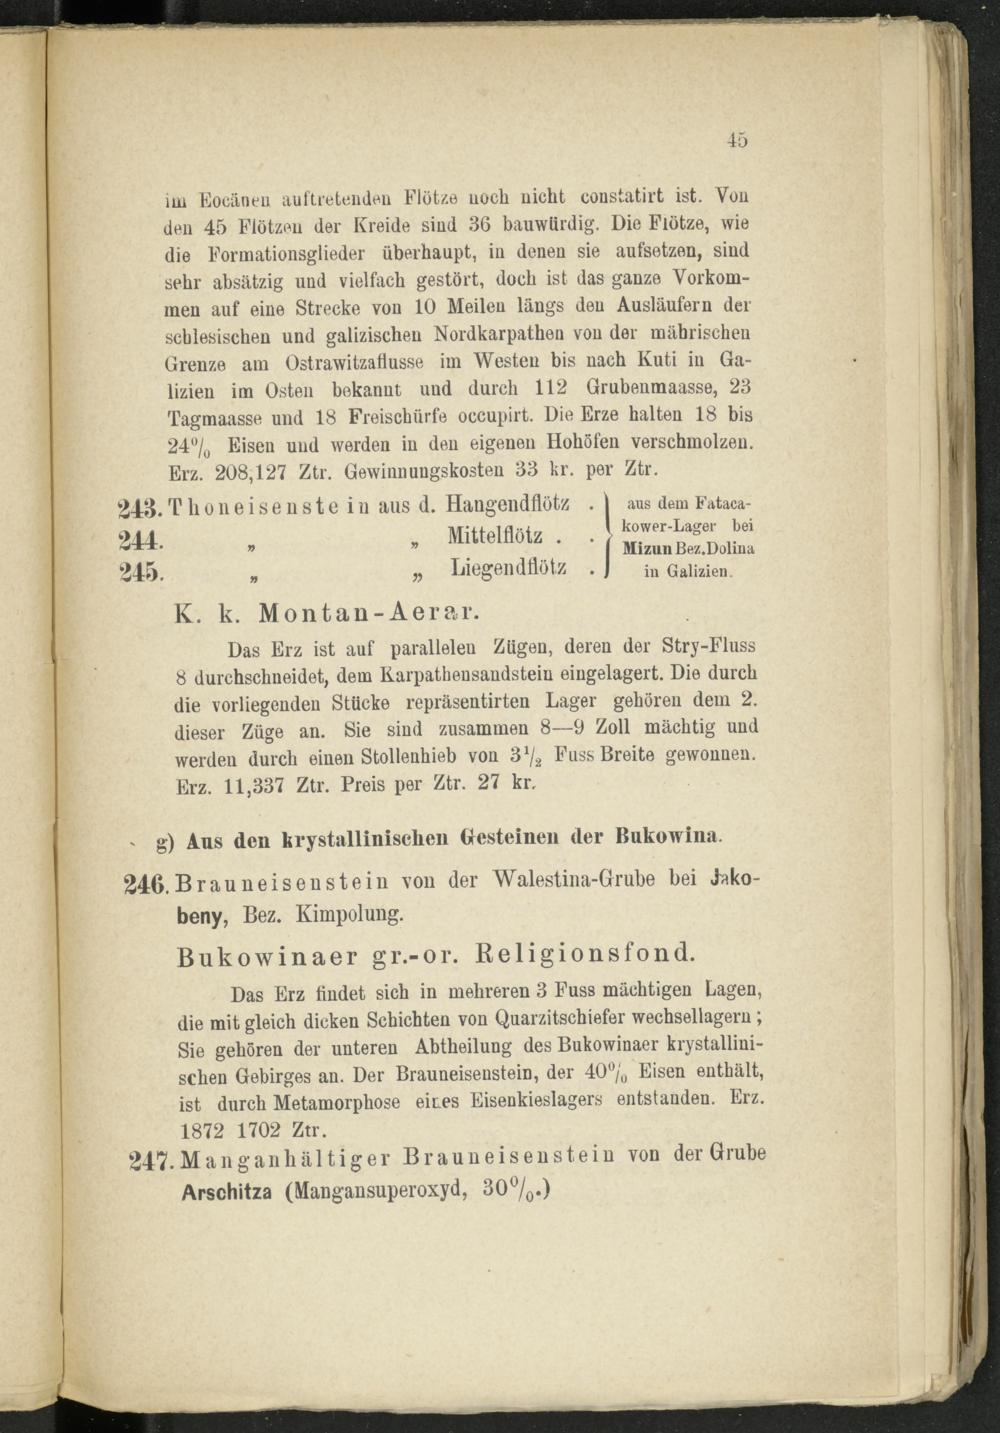 45
im Eocänen auftretenden Flötze noch nicht constatirt ist. Von
den 45 Flötzen der Kreide sind 36 bauwürdig. Die Flötze, wie
die Formationsglieder überhaupt, in denen sie aufsetzen, sind
sehr absätzig und vielfach gestört, doch ist das ganze Vorkom-
men auf eine Strecke von 10 Meilen längs den Ausläufern der
schlesischen und galizischen Nordkarpathen von der mährischen
Grenze am Ostrawitzaflusse im Westen bis nach Kuti in Ga-
lizien im Osten bekannt und durch 112 Grubenmaasse, 23
Tagmaasse und 18 Freischürfe occupirt. Die Erze halten 18 bis
24% Eisen und werden in den eigenen Hohöfen verschmolzen.
Erz. 208,127 Ztr. Gewinnungskosten 33 kr. per Ztr.
243. Thoneisenstein aus d. Hangendflötz .
244. „ „ Mittelflötz . .
245. „ „ Liegendflötz .
aus dem Fataca-
kower-Lager bei
Mizun Bez. Dolina
in Galizien.
K. k. Montan-Aerar.
Das Erz ist auf parallelen Zügen, deren der Stry-Fluss
8 durchschneidet, dem Karpathensandstein eingelagert. Die durch
die vorliegenden Stücke repräsentirten Lager gehören dem 2.
dieser Züge an. Sie sind zusammen 8—9 Zoll mächtig und
werden durch einen Stollenhieb von 3½ Fuss Breite gewonnen.
Erz. 11,337 Ztr. Preis per Ztr. 27 kr.
g) Aus den krystallinischen Gesteinen der Bukowina.
246. Brauneisenstein von der Walestina-Grube bei Jako-
beny, Bez. Kimpolung.
Bukowinaer gr.-or. Religionsfond.
Das Erz findet sich in mehreren 3 Fuss mächtigen Lagen,
die mit gleich dicken Schichten von Quarzitschiefer wechsellagern ;
Sie gehören der unteren Abtheilung des Bukowinaer krystallini-
schen Gebirges an. Der Brauneisenstein, der 40% Eisen enthält,
ist durch Metamorphose eines Eisenkieslagers entstanden. Erz.
1872 1702 Ztr.
247. Manganhältiger Brauneisenstein von der Grube
Arschitza (Mangansuperoxyd, 30%.)